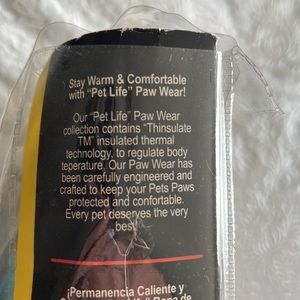 Stay Warm & Comfortable
with "Pet Life" Paw Wear!
Our "Pet Life" Paw Wear
collection contains "Thinsulate
TM" insulated thermal
technology, to regulate body
teperature. Our Paw Wear has
been carefully engineered and
crafted to keep your Pets Paws
protected and confortable.
Every pet deserves the very
best!
¡Permanencia Caliente y
Ropa de